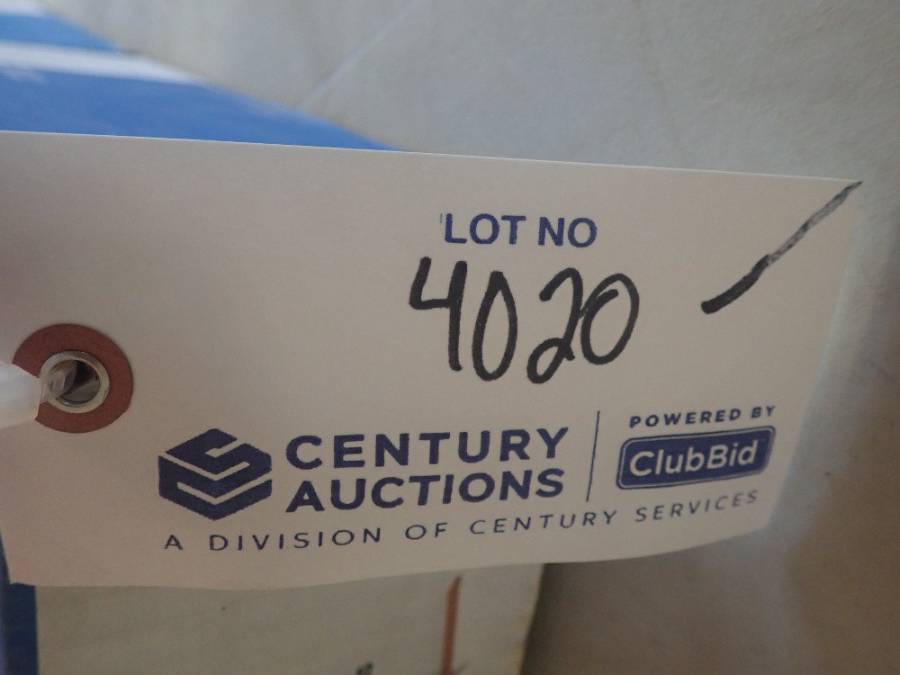 LOT NO
4020
CENTURY
AUCTIONS
POWERED BY
ClubBid
A DIVISION OF CENTURY SERVICES